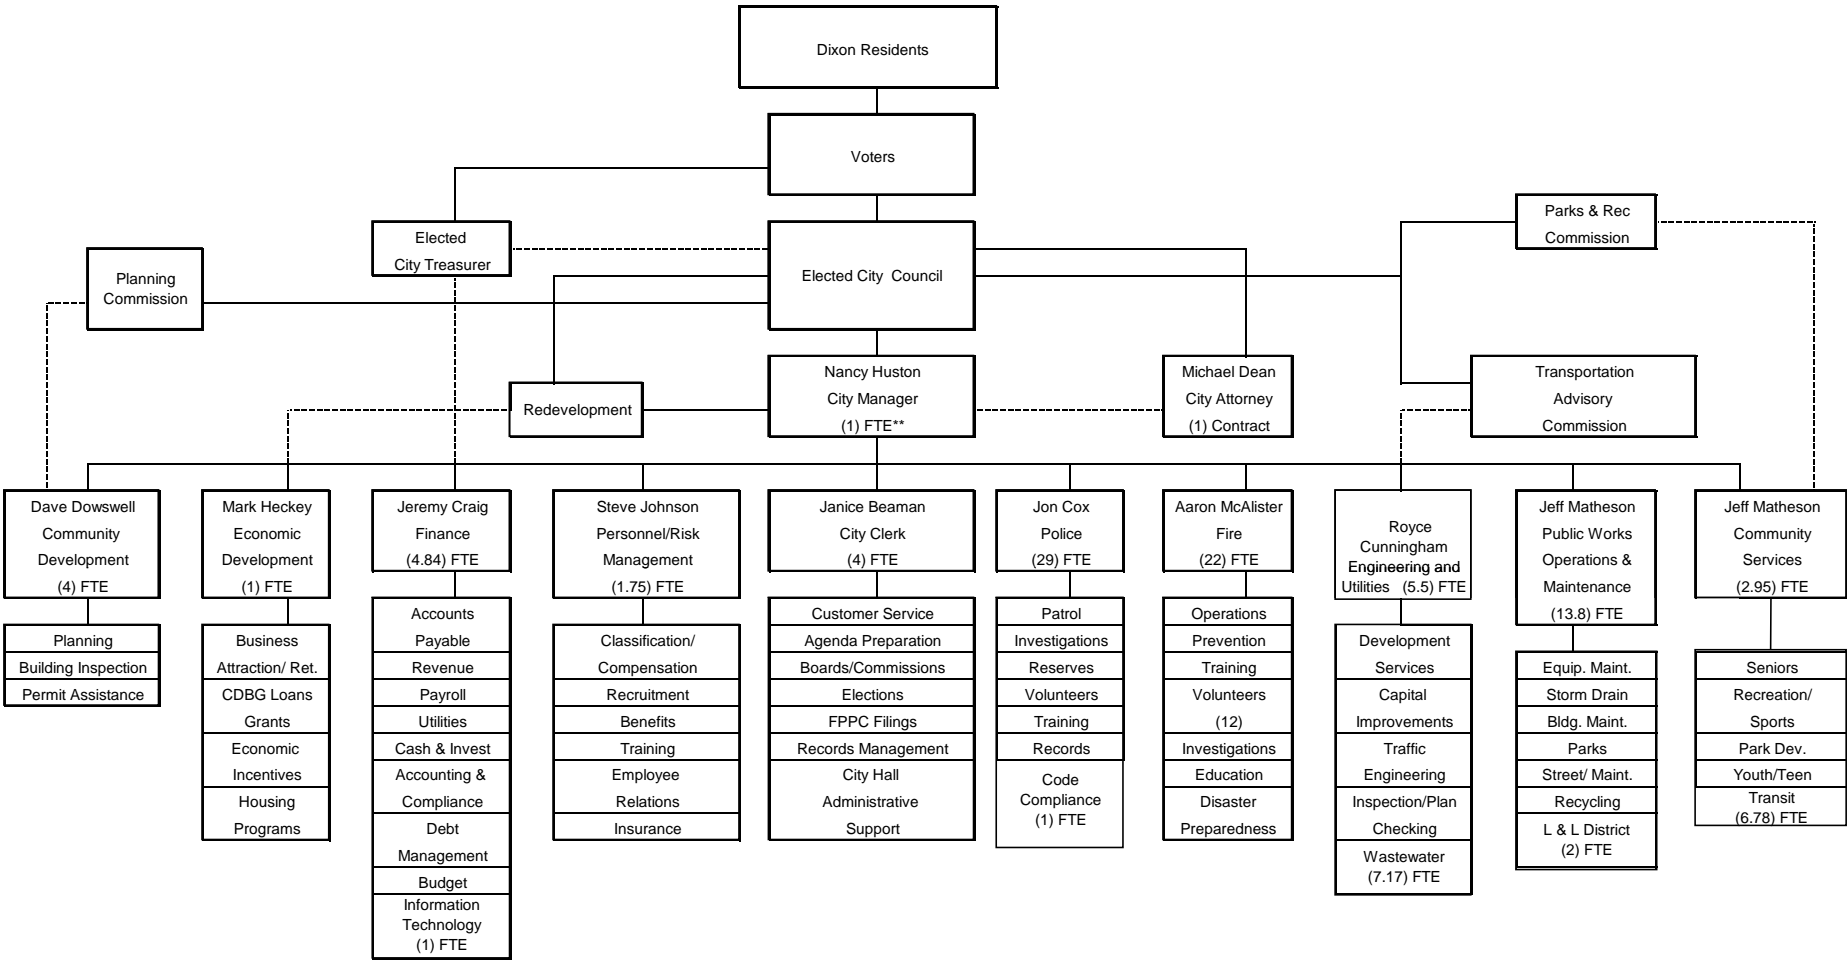 Dixon Residents
Voters
Elected
City Treasurer
Elected City Council
Parks & Rec
Commission
Planning
Commission
Redevelopment
Nancy Huston
City Manager
(1) FTE**
Michael Dean
City Attorney
(1) Contract
Transportation
Advisory
Commission
Dave Dowswell
Community
Development
(4) FTE
Planning
Building Inspection
Permit Assistance
Mark Heckey
Economic
Development
(1) FTE
Business
Attraction/ Ret.
CDBG Loans
Grants
Economic
Incentives
Housing
Programs
Jeremy Craig
Finance
(4.84) FTE
Accounts
Payable
Revenue
Payroll
Utilities
Cash & Invest
Accounting &
Compliance
Debt
Management
Budget
Information
Technology
(1) FTE
Steve Johnson
Personnel/Risk
Management
(1.75) FTE
Classification/
Compensation
Recruitment
Benefits
Training
Employee
Relations
Insurance
Janice Beaman
City Clerk
(4) FTE
Customer Service
Agenda Preparation
Boards/Commissions
Elections
FPPC Filings
Records Management
City Hall
Administrative
Support
Jon Cox
Police
(29) FTE
Patrol
Investigations
Reserves
Volunteers
Training
Records
Code
Compliance
(1) FTE
Aaron McAlister
Fire
(22) FTE
Operations
Prevention
Training
Volunteers
(12)
Investigations
Education
Disaster
Preparedness
Royce
Cunningham
Engineering and
Utilities (5.5) FTE
Development
Services
Capital
Improvements
Traffic
Engineering
Inspection/Plan
Checking
Wastewater
(7.17) FTE
Jeff Matheson
Public Works
Operations &
Maintenance
(13.8) FTE
Equip. Maint.
Storm Drain
Bldg. Maint.
Parks
Street/ Maint.
Recycling
L & L District
(2) FTE
Jeff Matheson
Community
Services
(2.95) FTE
Seniors
Recreation/
Sports
Park Dev.
Youth/Teen
Transit
(6.78) FTE